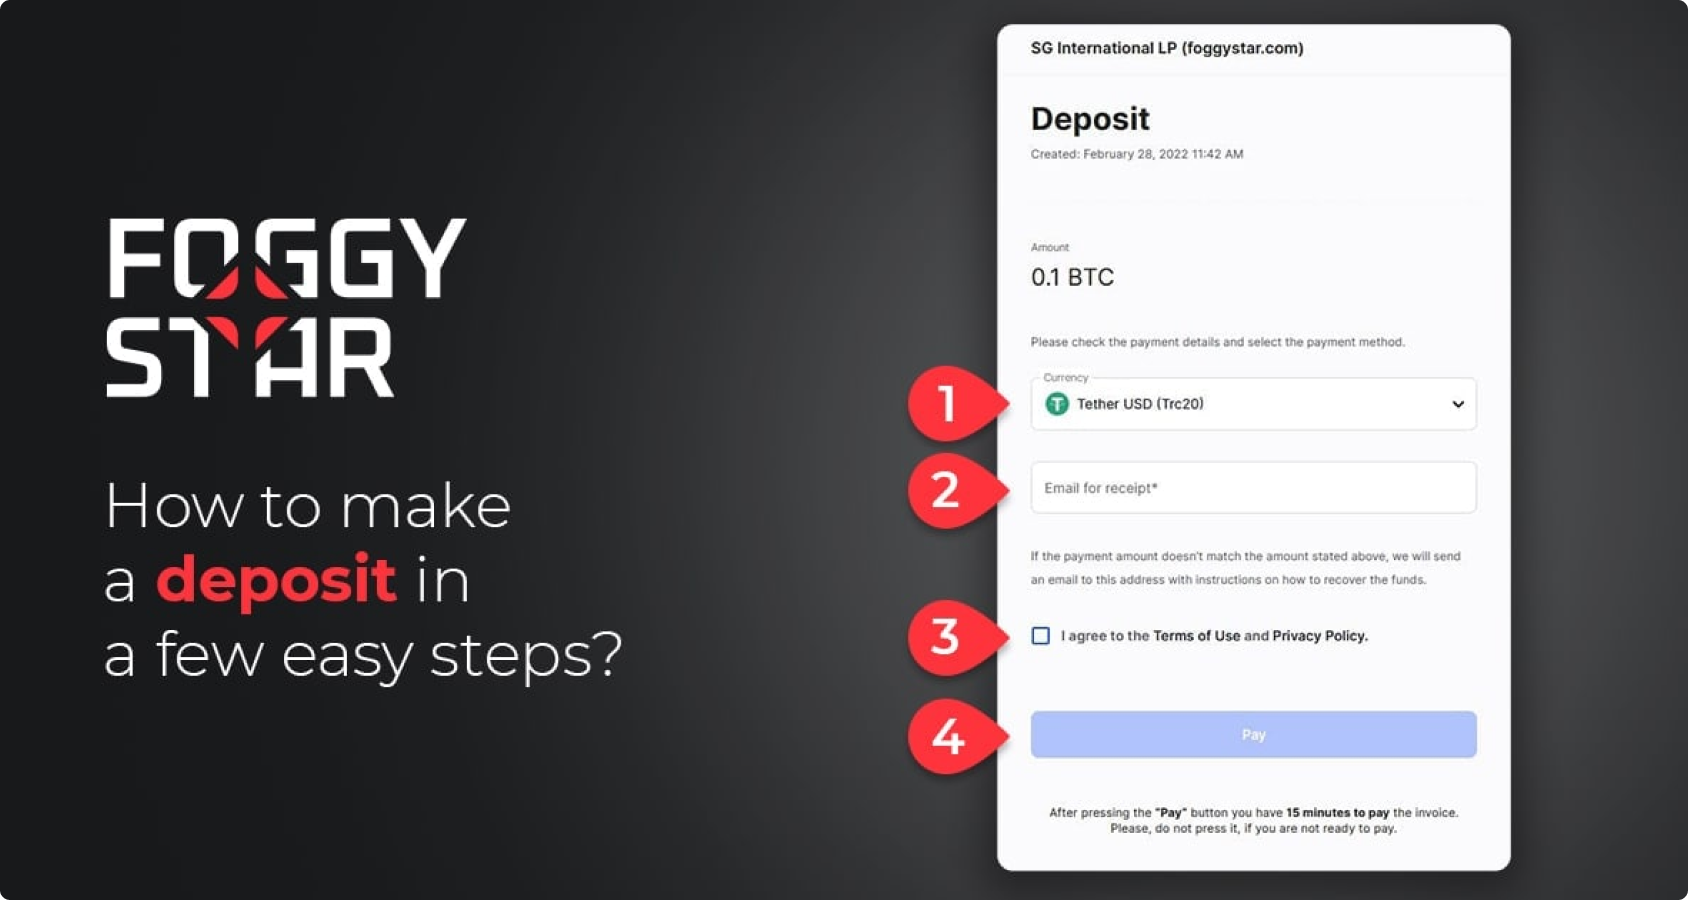 FOGGY
STAR
How to make
a deposit in
a few easy steps?
SG International LP (foggystar.com)
Deposit
Created: February 28, 2022 11:42 AM
Amount
0.1 BTC
Please check the payment details and select the payment method.
Currency
1
Tether USD (Trc20)
2
Email for receipt*
If the payment amount doesn't match the amount stated above, we will send
an email to this address with instructions on how to recover the funds.
3
I agree to the Terms of Use and Privacy Policy.
4
Pay
After pressing the "Pay" button you have 15 minutes to pay the invoice.
Please, do not press it, if you are not ready to pay.